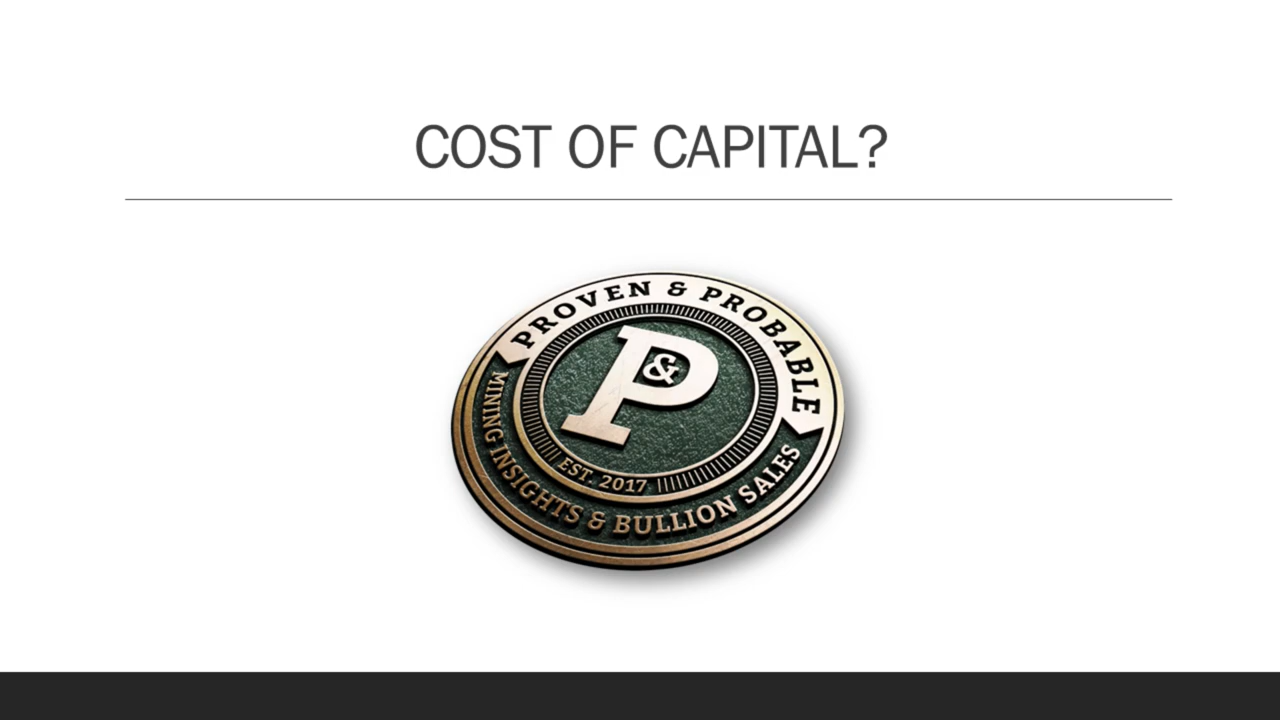 COST OF CAPITAL?
PROVEN & PROBABLE
P&
EST. 2017
MINING INSIGHTS & BULLION SALES